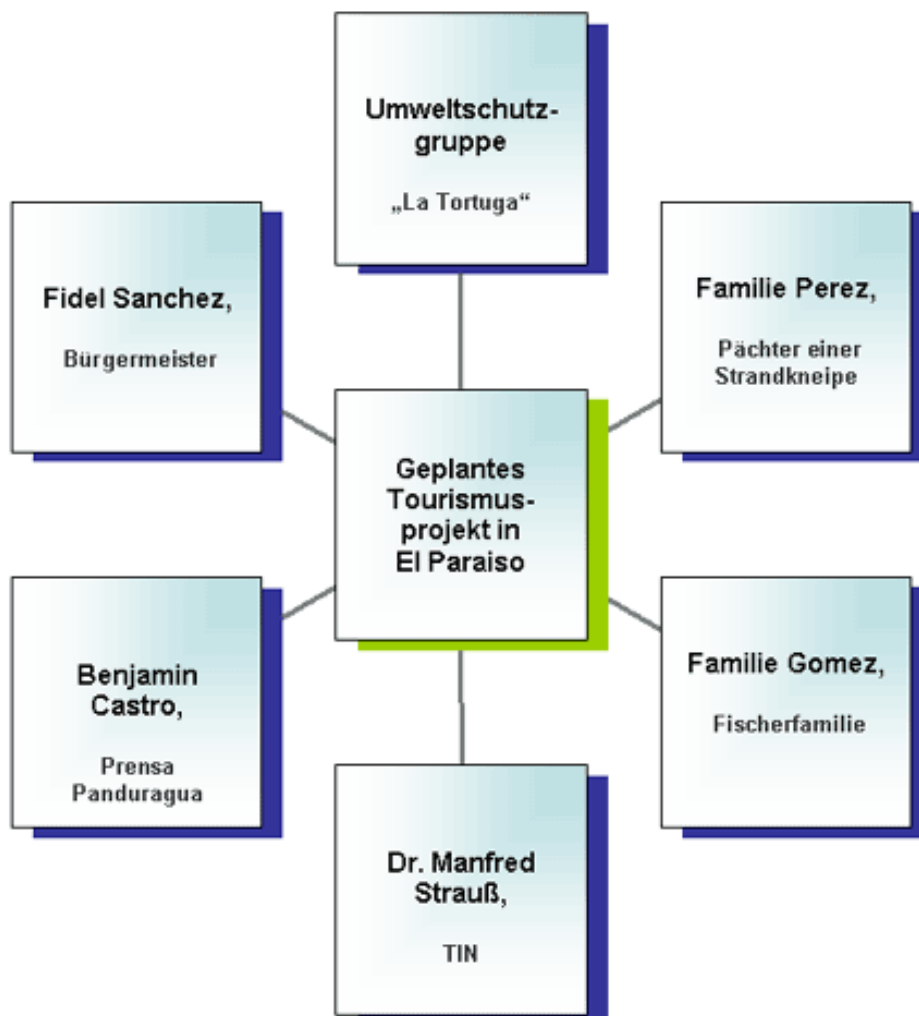 Umweltschutz-
gruppe
„La Tortuga“
Fidel Sanchez,
Bürgermeister
Familie Perez,
Pächter einer
Strandkneipe
Geplantes
Tourismus-
projekt in
El Paraiso
Benjamin
Castro,
Prensa
Panduragua
Familie Gomez,
Fischerfamilie
Dr. Manfred
Strauß,
TIN